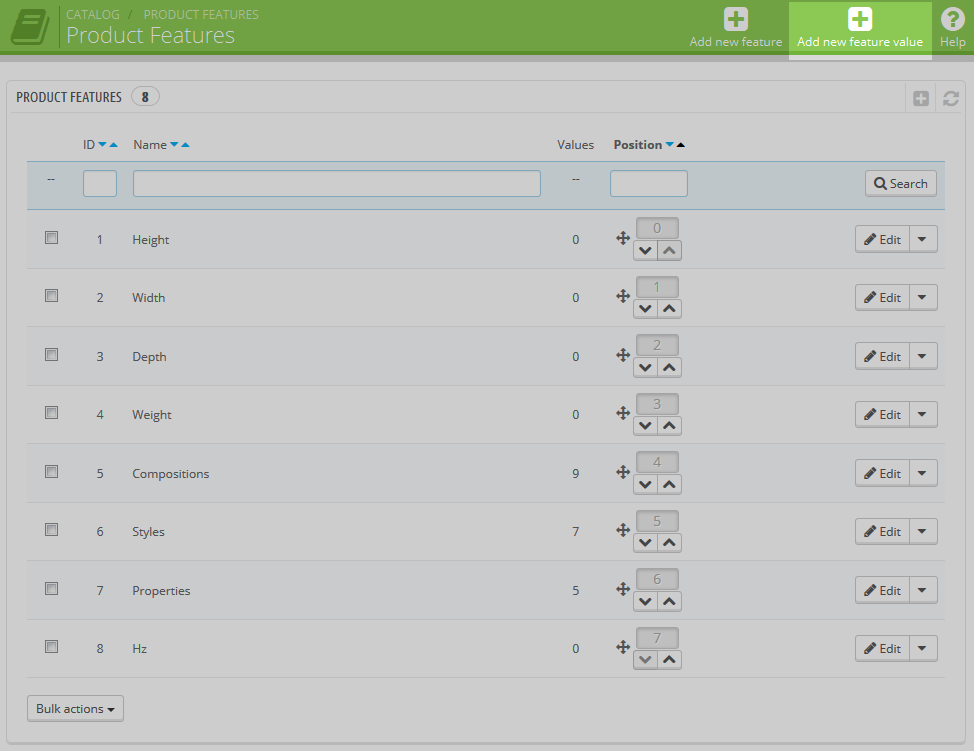 CATALOG / PRODUCT FEATURES
Product Features
Add new feature
Add new feature value
Help
PRODUCT FEATURES 8
ID Name Values Position
-- -- Search
1 Height 0 0 Edit
2 Width 0 1 Edit
3 Depth 0 2 Edit
4 Weight 0 3 Edit
5 Compositions 9 4 Edit
6 Styles 7 5 Edit
7 Properties 5 6 Edit
8 Hz 0 7 Edit
Bulk actions